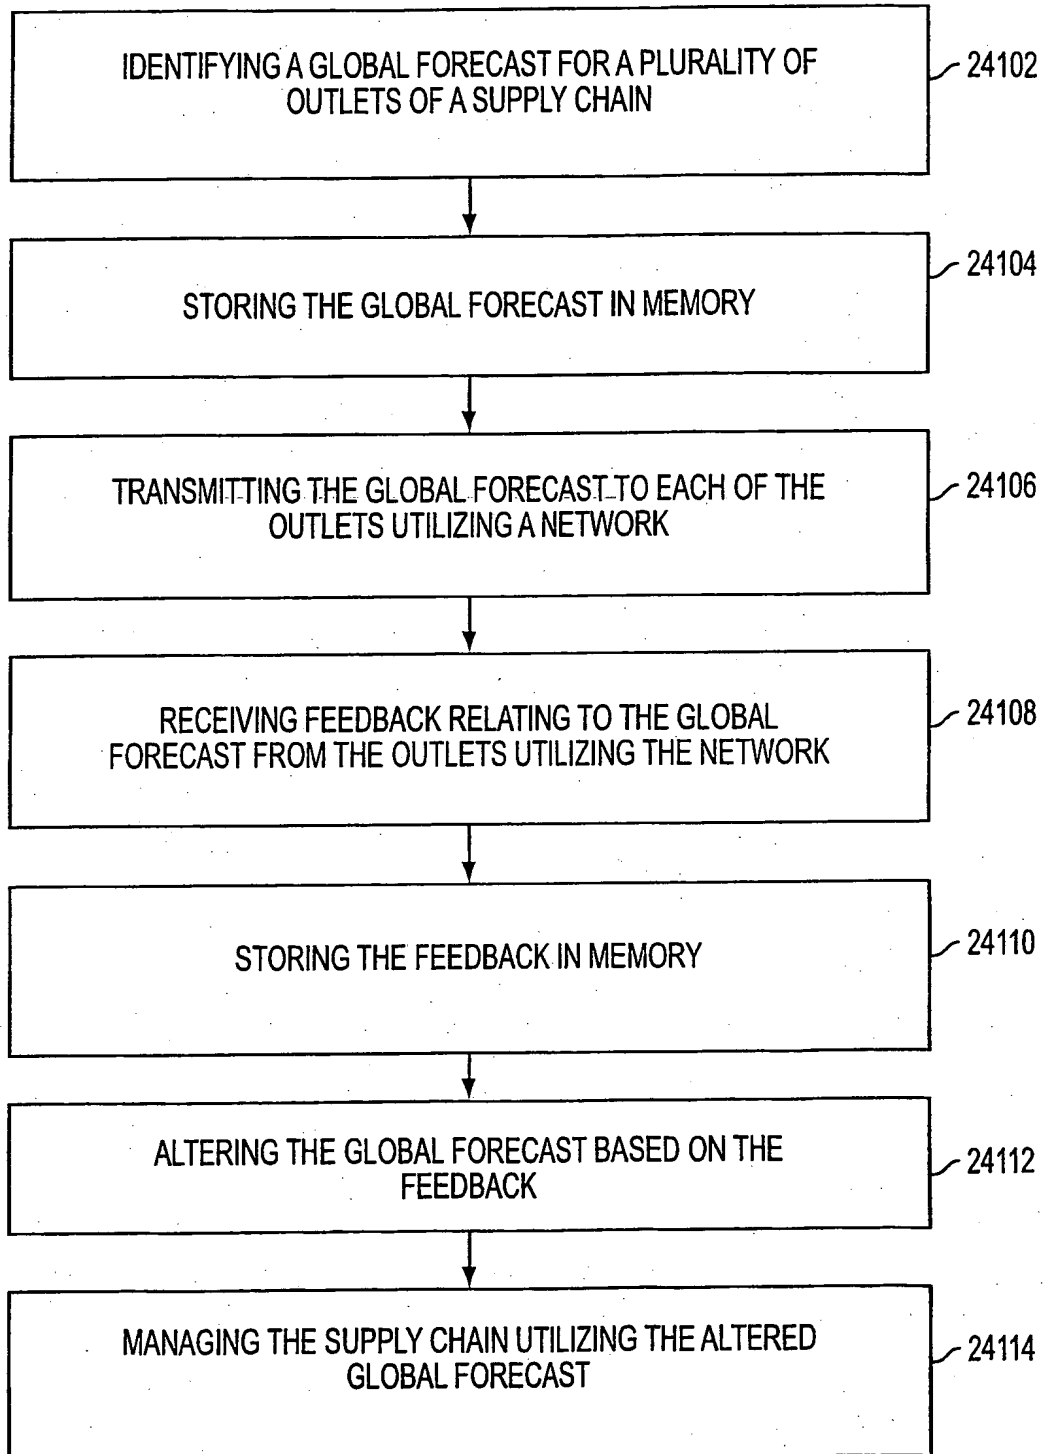 IDENTIFYING A GLOBAL FORECAST FOR A PLURALITY OF
OUTLETS OF A SUPPLY CHAIN
24102
STORING THE GLOBAL FORECAST IN MEMORY
24104
TRANSMITTING THE GLOBAL FORECAST TO EACH OF THE
OUTLETS UTILIZING A NETWORK
24106
RECEIVING FEEDBACK RELATING TO THE GLOBAL
FORECAST FROM THE OUTLETS UTILIZING THE NETWORK
24108
STORING THE FEEDBACK IN MEMORY
24110
ALTERING THE GLOBAL FORECAST BASED ON THE
FEEDBACK
24112
MANAGING THE SUPPLY CHAIN UTILIZING THE ALTERED
GLOBAL FORECAST
24114